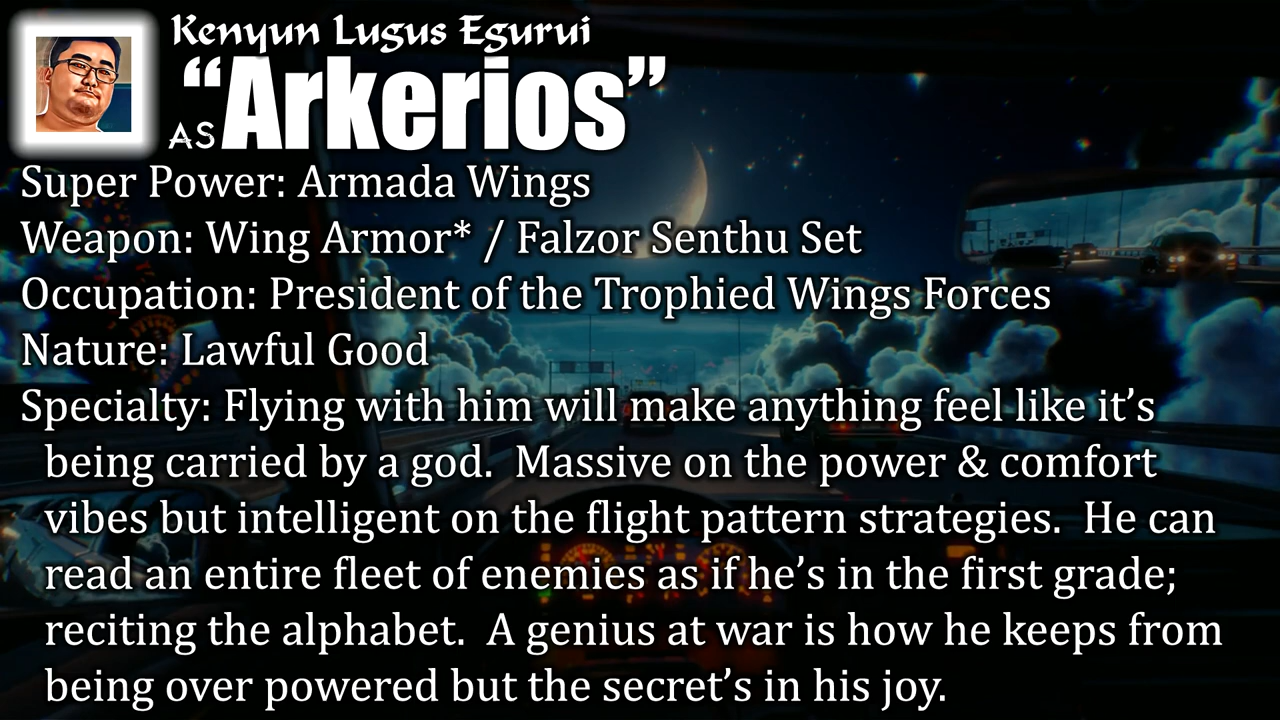 Kenyun Lugus Egurui
AS “Arkerios”
Super Power: Armada Wings
Weapon: Wing Armor* / Falzor Senthu Set
Occupation: President of the Trophied Wings Forces
Nature: Lawful Good
Specialty: Flying with him will make anything feel like it’s
being carried by a god.  Massive on the power & comfort
vibes but intelligent on the flight pattern strategies.  He can
read an entire fleet of enemies as if he’s in the first grade;
reciting the alphabet.  A genius at war is how he keeps from
being over powered but the secret’s in his joy.